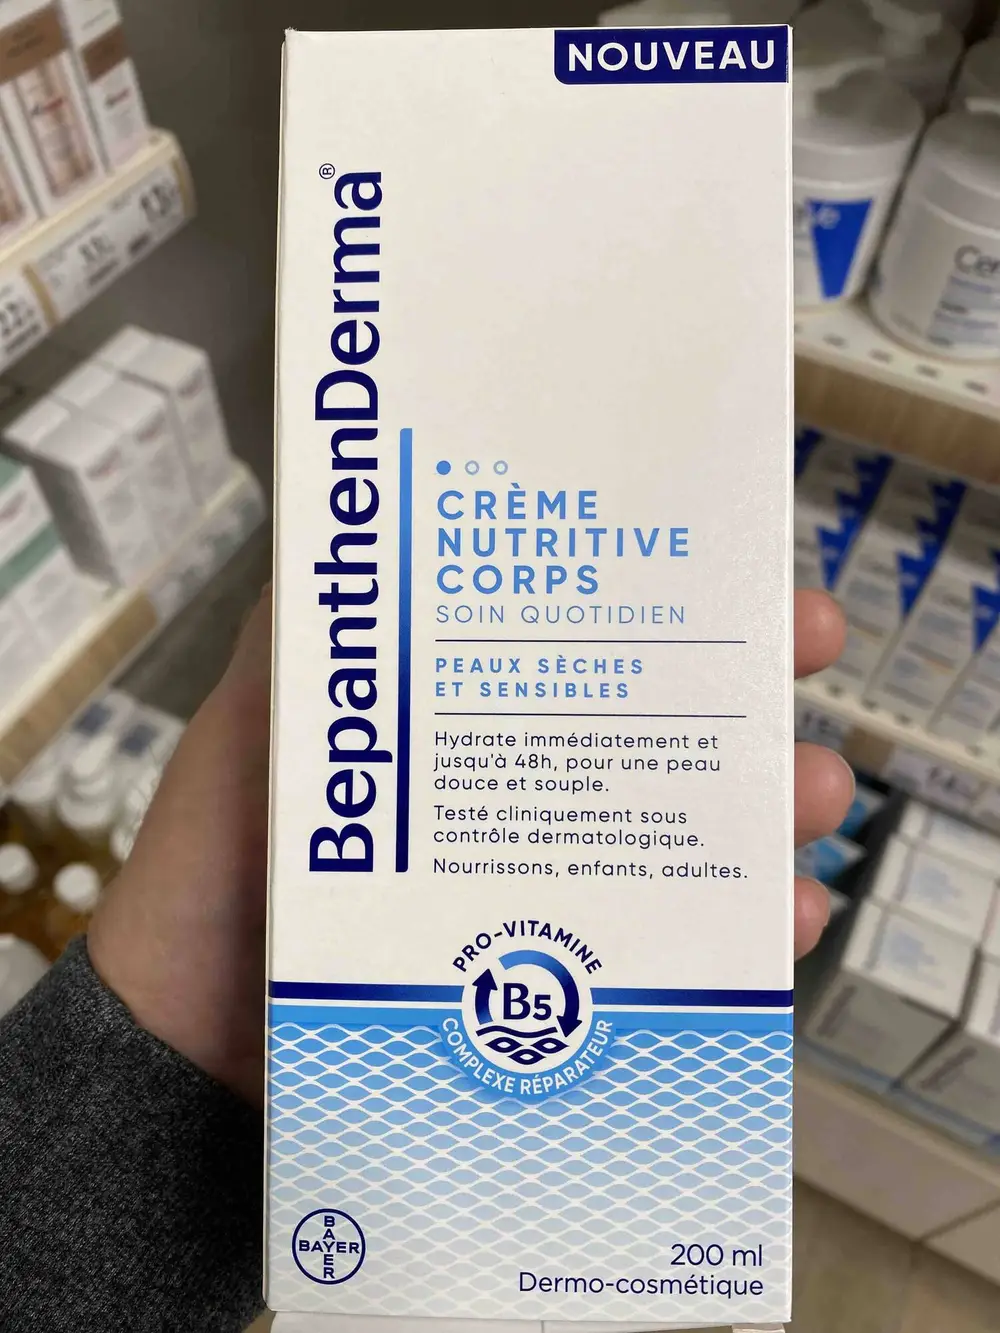 NOUVEAU
BepanthenDerma®
CRÈME
NUTRITIVE
CORPS
SOIN QUOTIDIEN
PEAUX SÈCHES
ET SENSIBLES
Hydrate immédiatement et
jusqu'à 48h, pour une peau
douce et souple.
Testé cliniquement sous
contrôle dermatologique.
Nourrissons, enfants, adultes.
PRO-VITAMINE
B5
COMPLEXE RÉPARATEUR
BAYER
BAYER
200 ml
Dermo-cosmétique